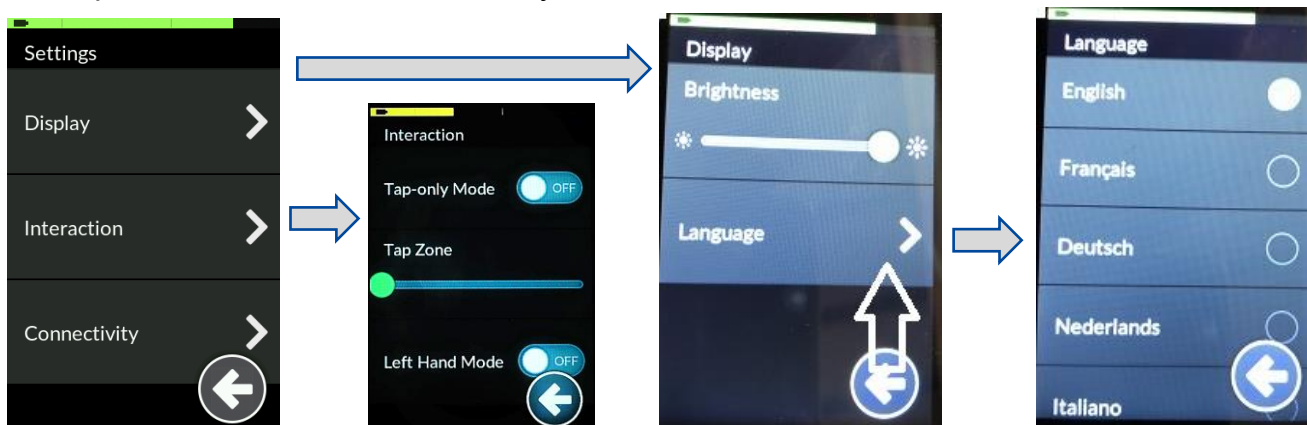 Settings
Display
Interaction
Connectivity
Interaction
Tap-only Mode OFF
Tap Zone
Left Hand Mode OFF
Display
Brightness
Language
Language
English
Français
Deutsch
Nederlands
Italiano